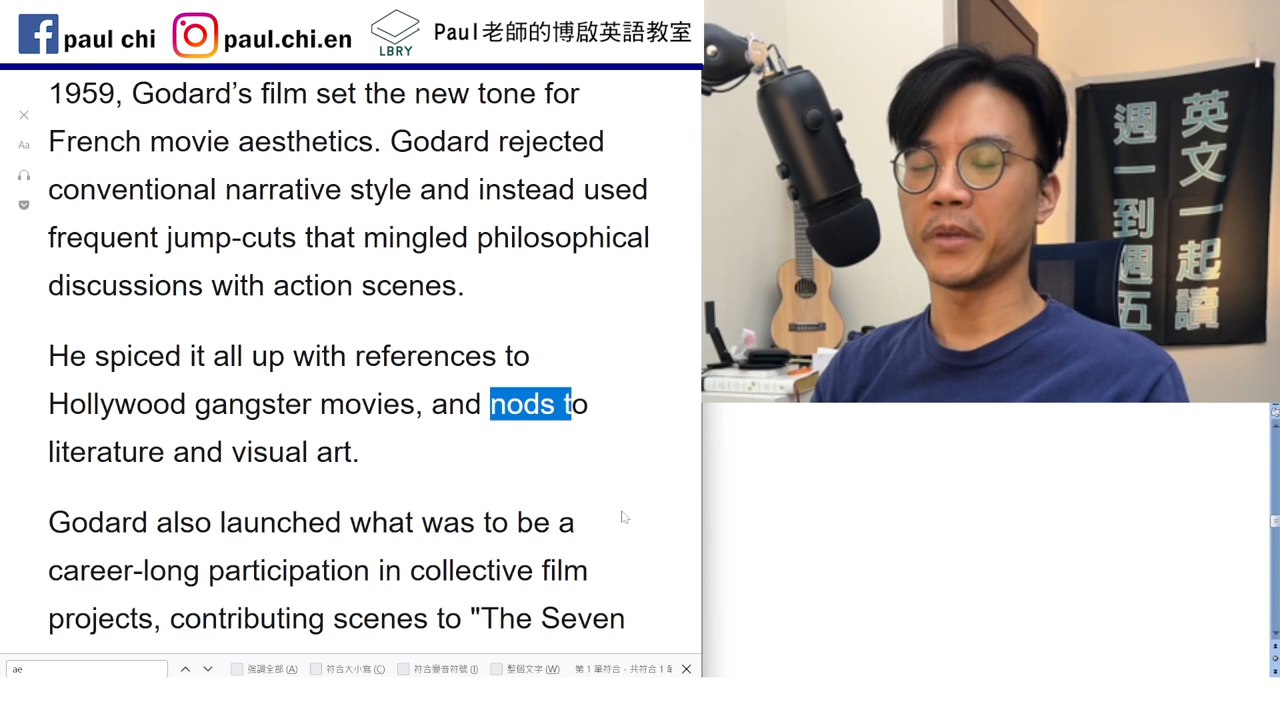 paul chi
paul.chi.en
LBRY
Paul老師的博啟英語教室
1959, Godard’s film set the new tone for
French movie aesthetics. Godard rejected
conventional narrative style and instead used
frequent jump-cuts that mingled philosophical
discussions with action scenes.
He spiced it all up with references to
Hollywood gangster movies, and nods to
literature and visual art.
Godard also launched what was to be a
career-long participation in collective film
projects, contributing scenes to "The Seven
Aa
ae
強調全部 (A)
符合大小寫 (C)
符合變音符號 (I)
整個文字 (W)
第 1 筆符合，共符合 1
英文一起讀
週一到週五